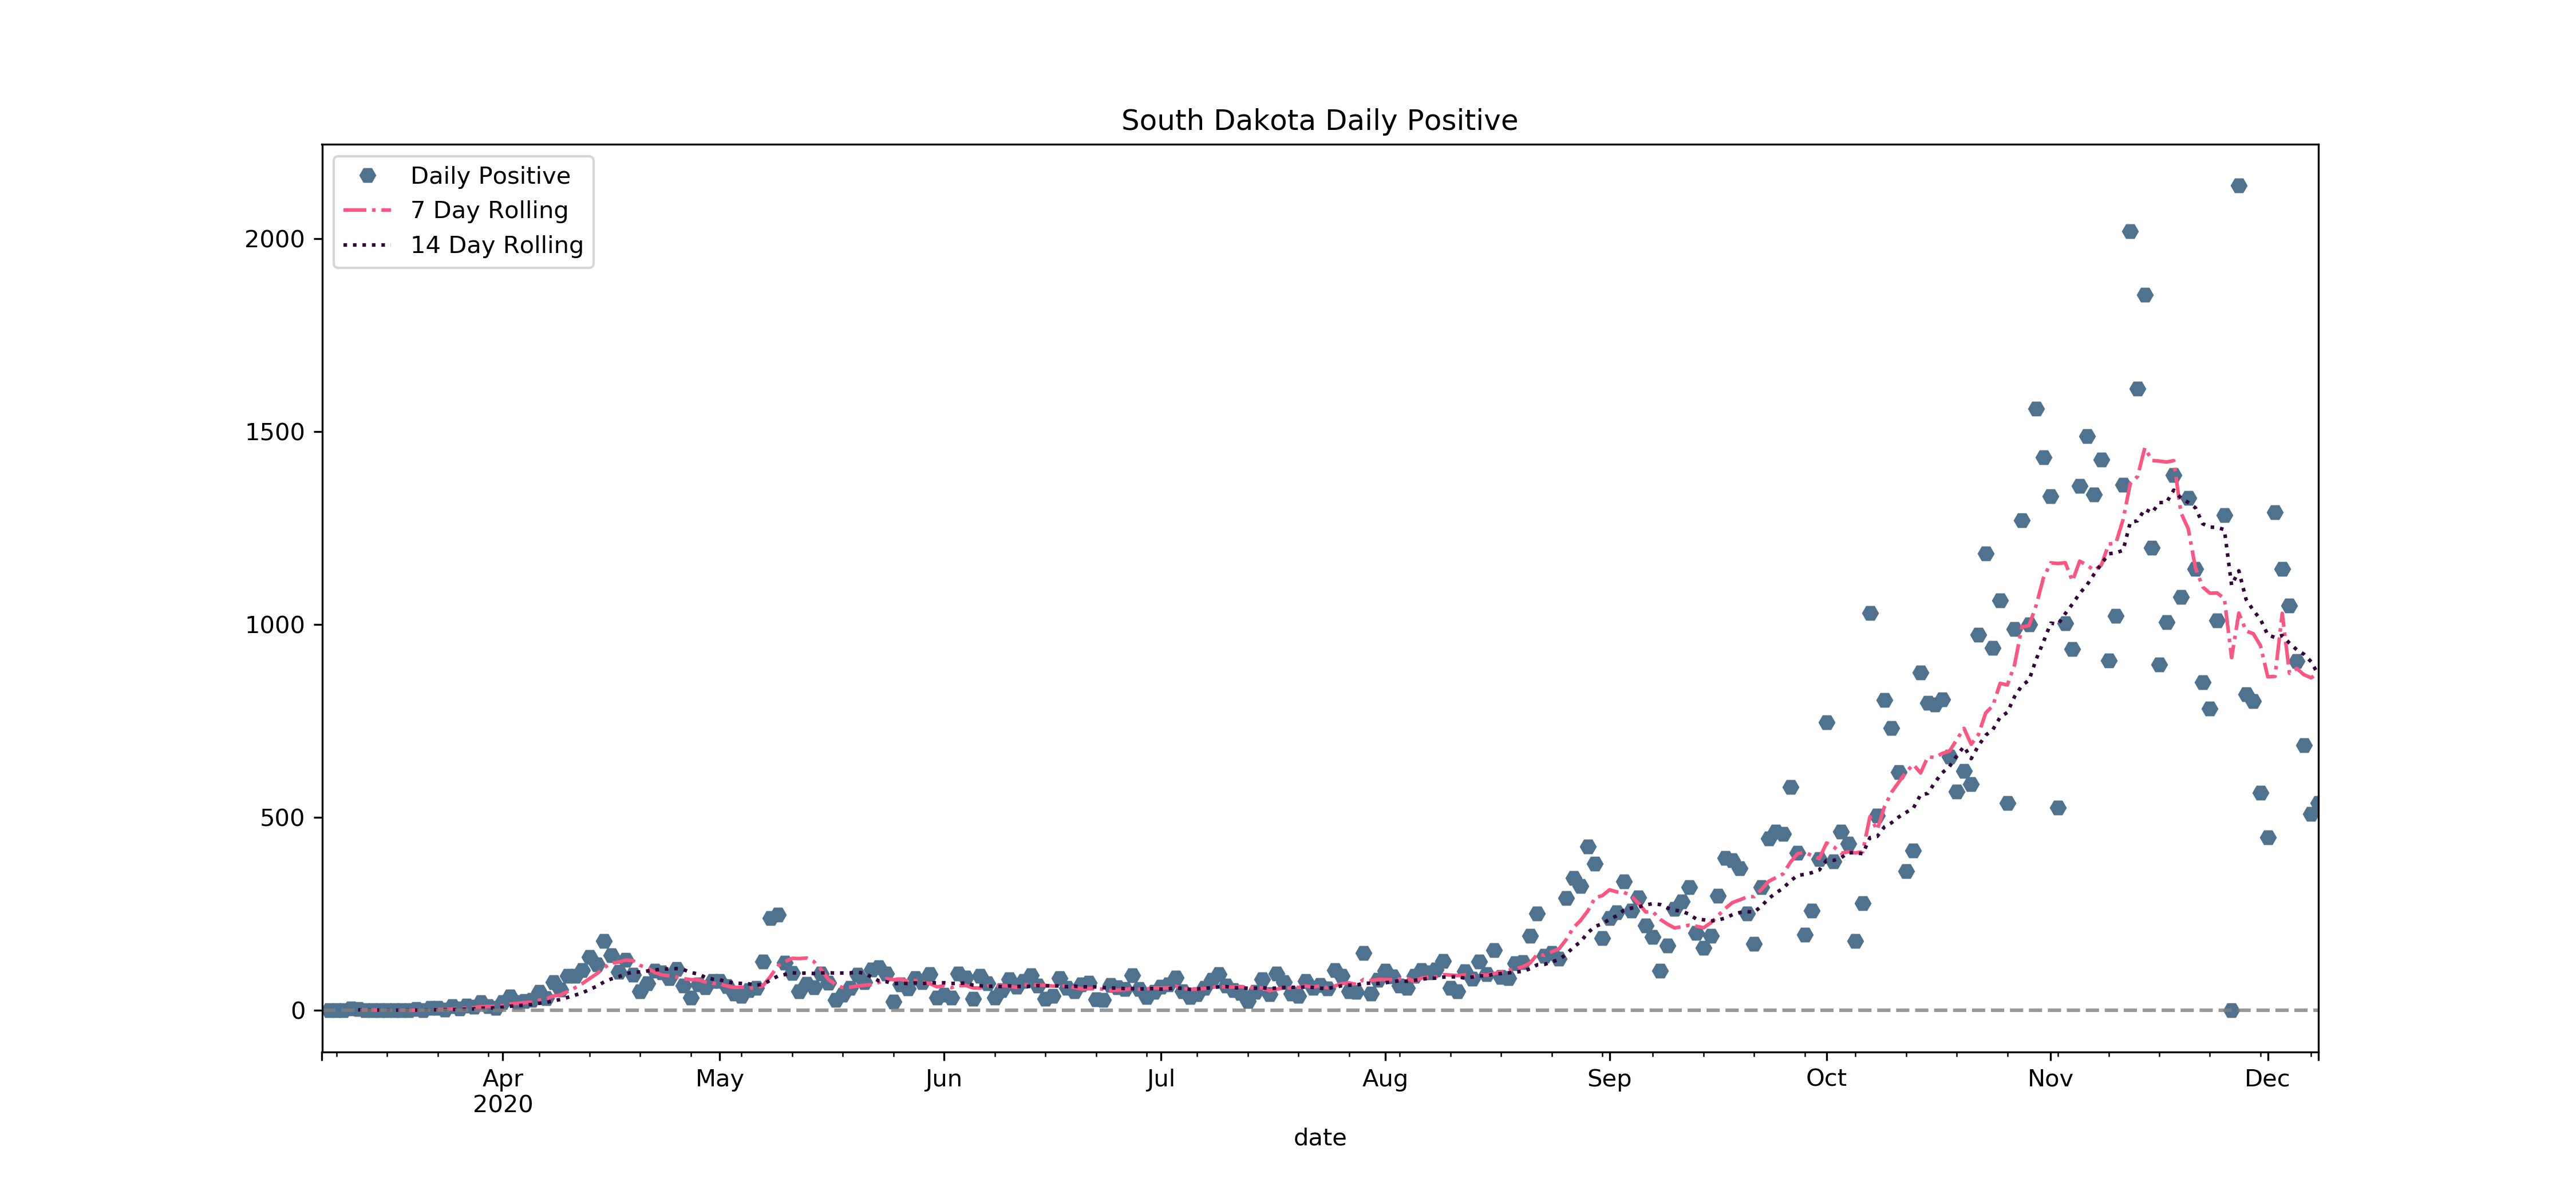 South Dakota Daily Positive
Daily Positive
7 Day Rolling
14 Day Rolling
2000
1500
1000
500
0
Apr
2020
May
Jun
Jul
Aug
Sep
Oct
Nov
Dec
date